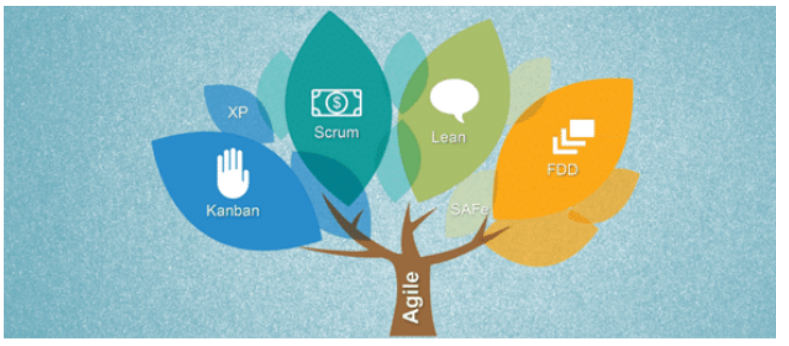 XP
Scrum
Lean
Kanban
FDD
SAFe
Agile